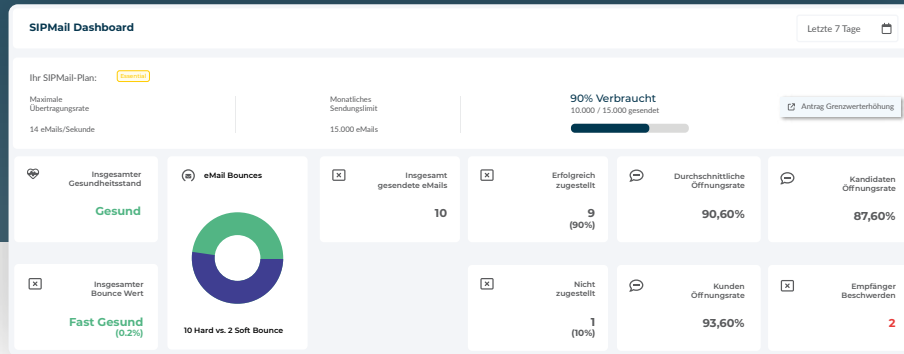 SIPMail Dashboard
Letzte 7 Tage
Ihr SIPMail-Plan:
Essential
Maximale
Übertragungsrate
14 eMails/Sekunde
Monatliches
Sendungslimit
15.000 eMails
90% Verbraucht
10.000 / 15.000 gesendet
Antrag Grenzwerterhöhung
Insgesamter
Gesundheitsstand
Gesund
eMail Bounces
10 Hard vs. 2 Soft Bounce
Insgesamt
gesendete eMails
10
Erfolgreich
zugestellt
9
(90%)
Durchschnittliche
Öffnungsrate
90,60%
Kandidaten
Öffnungsrate
87,60%
Insgesamter
Bounce Wert
Fast Gesund
(0.2%)
Nicht
zugestellt
1
(10%)
Kunden
Öffnungsrate
93,60%
Empfänger
Beschwerden
2